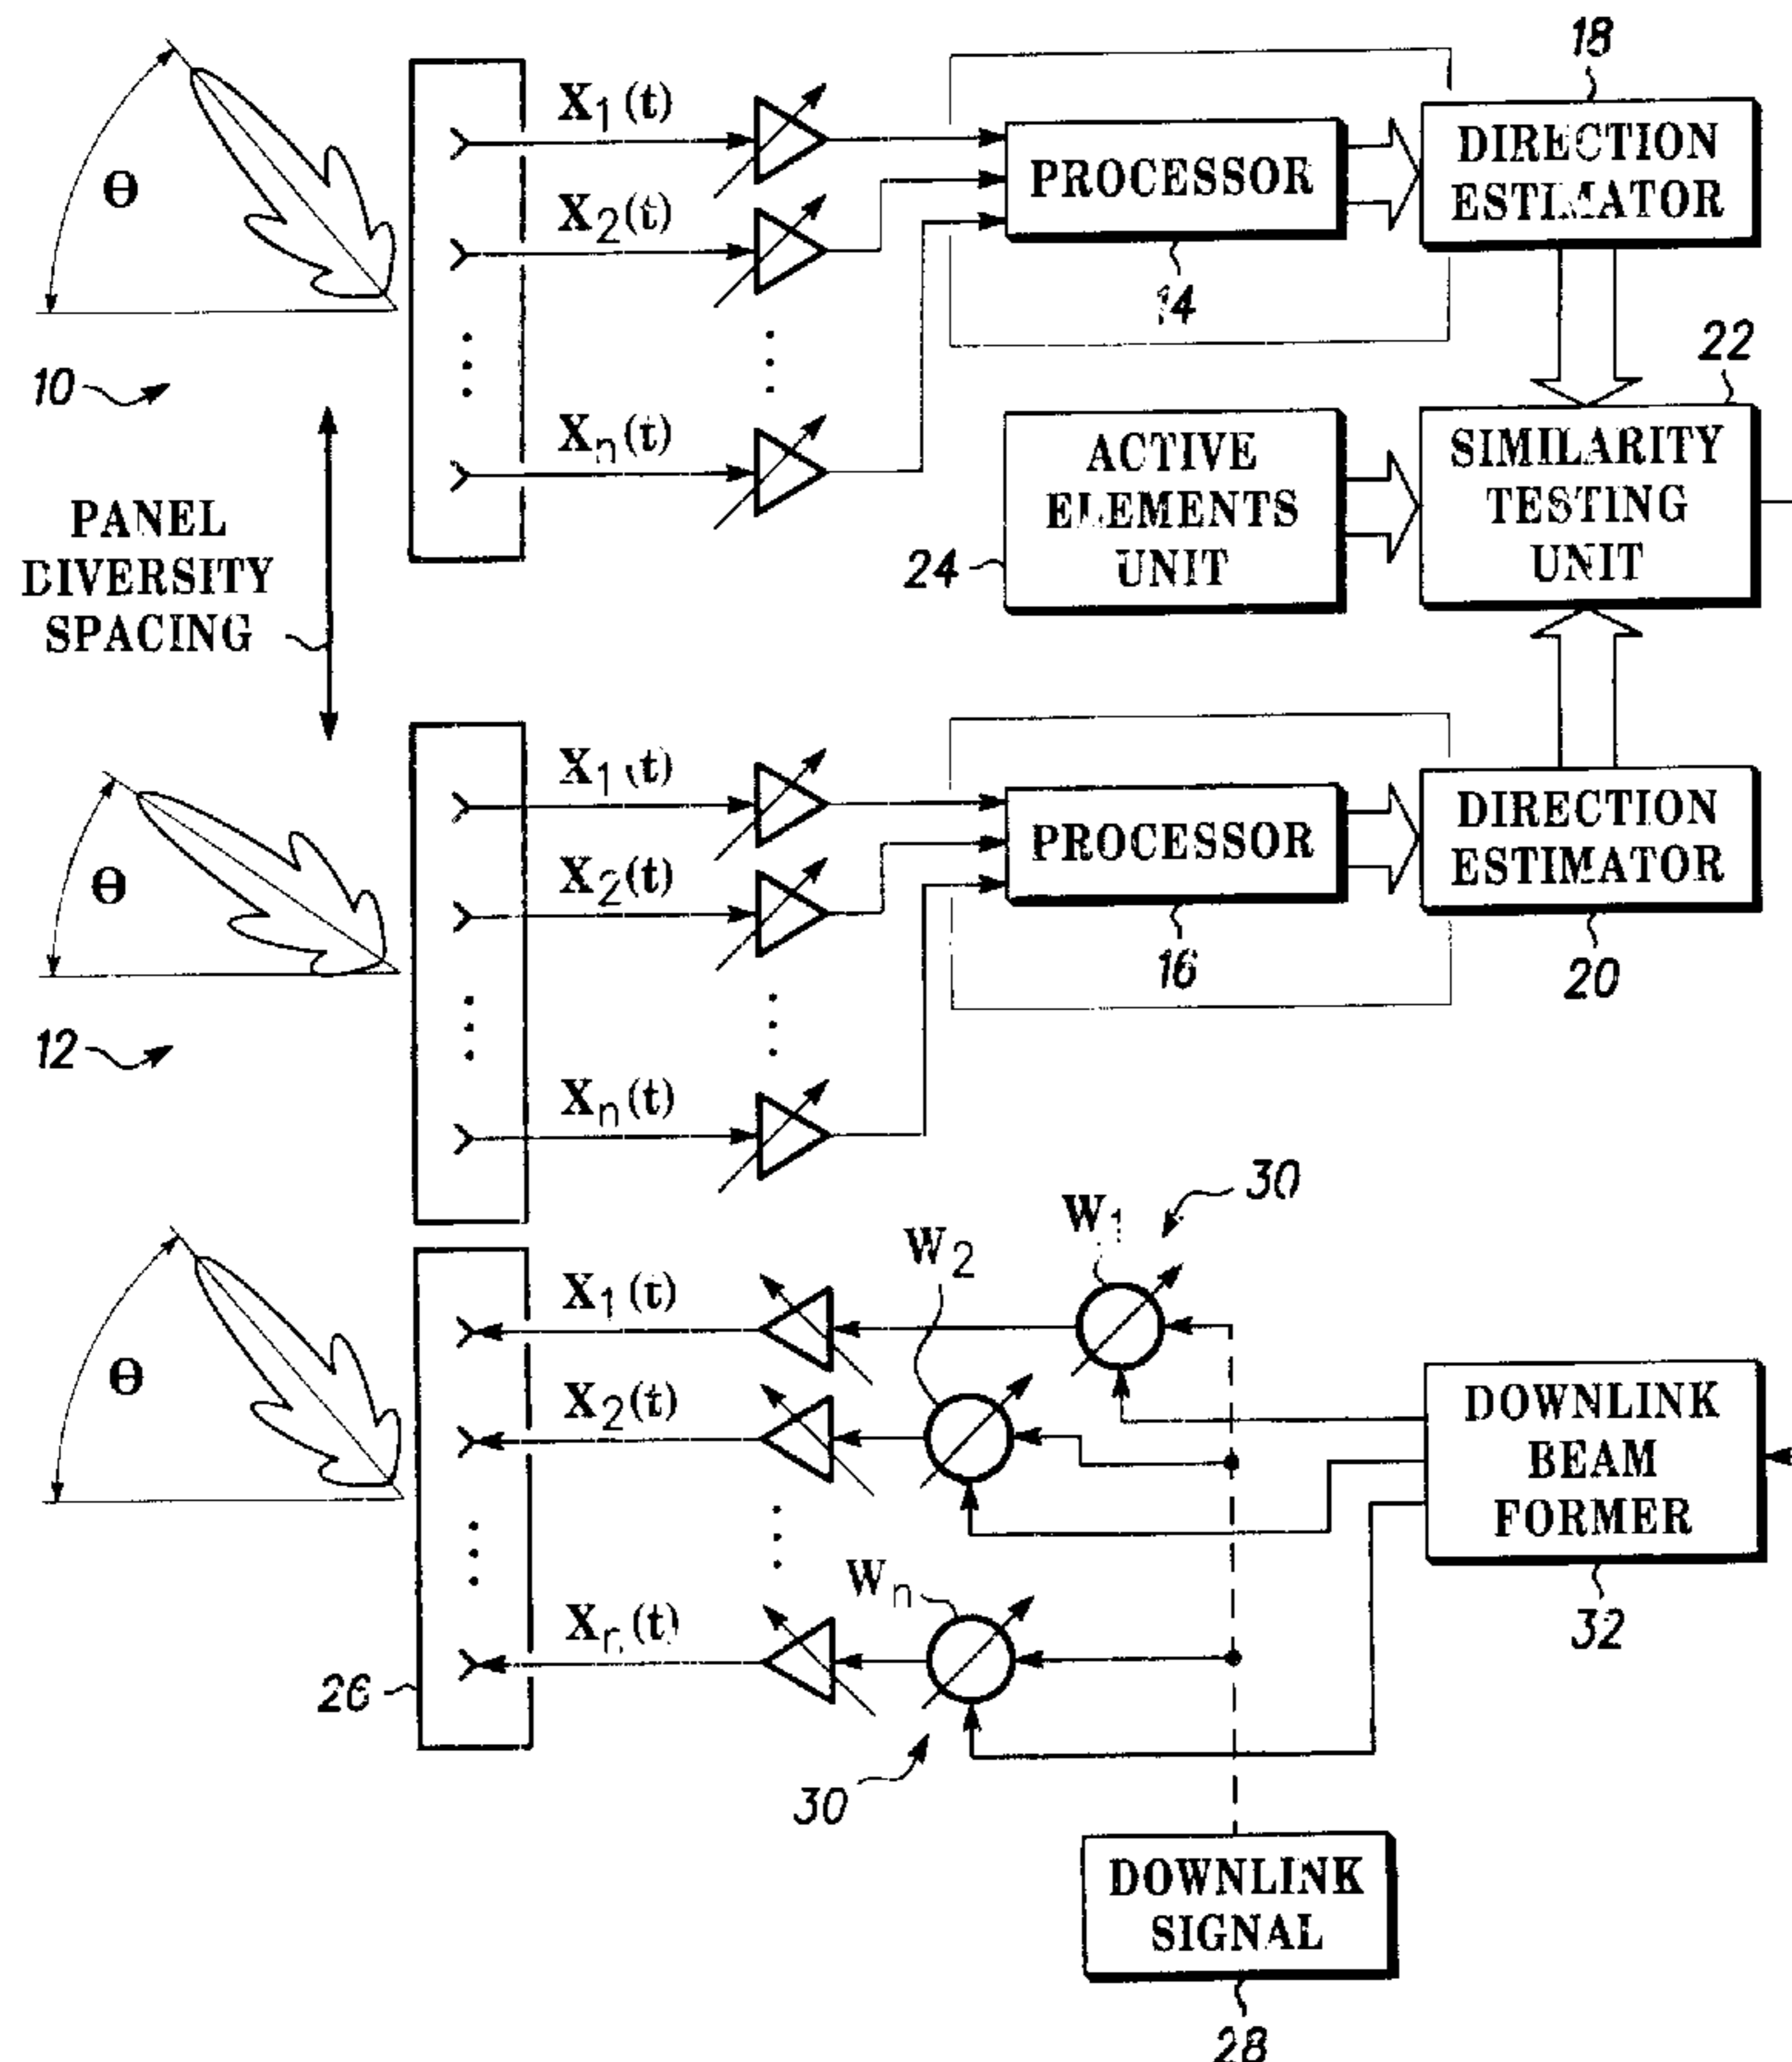 18
X1(t)
PROCESSOR
DIRECTION
ESTIMATOR
θ
X2(t)
14
22
10
Xn(t)
ACTIVE
ELEMENTS
UNIT
SIMILARITY
TESTING
UNIT
24
PANEL
DIVERSITY
SPACING
X1(t)
PROCESSOR
DIRECTION
ESTIMATOR
θ
X2(t)
16
20
12
Xn(t)
30
W1
W2
X1(t)
θ
X2(t)
DOWNLINK
BEAM
FORMER
Wn
32
Xn(t)
26
30
DOWNLINK
SIGNAL
28